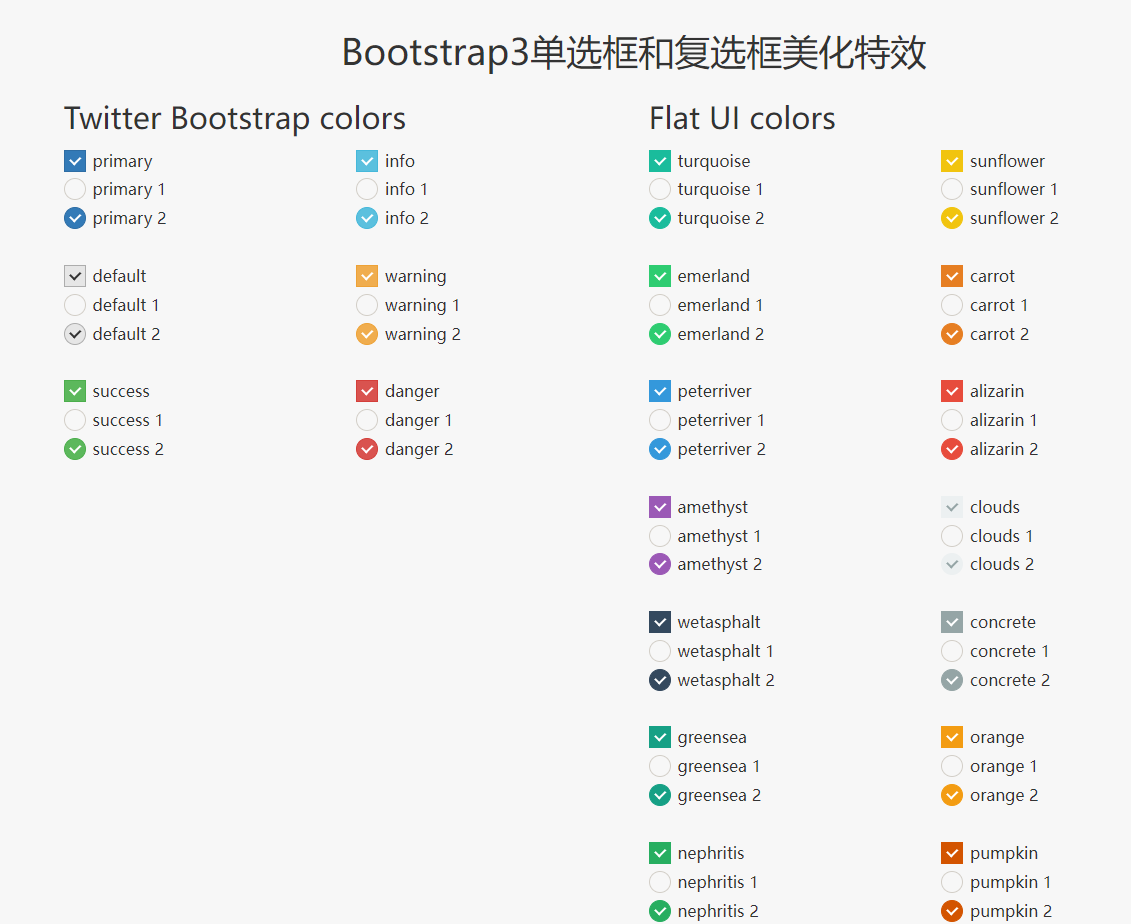 Bootstrap3单选框和复选框美化特效
Twitter Bootstrap colors
primary
primary 1
primary 2
default
default 1
default 2
success
success 1
success 2
info
info 1
info 2
warning
warning 1
warning 2
danger
danger 1
danger 2
Flat UI colors
turquoise
turquoise 1
turquoise 2
emerland
emerland 1
emerland 2
peterriver
peterriver 1
peterriver 2
amethyst
amethyst 1
amethyst 2
wetasphalt
wetasphalt 1
wetasphalt 2
greensea
greensea 1
greensea 2
nephritis
nephritis 1
nephritis 2
sunflower
sunflower 1
sunflower 2
carrot
carrot 1
carrot 2
alizarin
alizarin 1
alizarin 2
clouds
clouds 1
clouds 2
concrete
concrete 1
concrete 2
orange
orange 1
orange 2
pumpkin
pumpkin 1
pumpkin 2